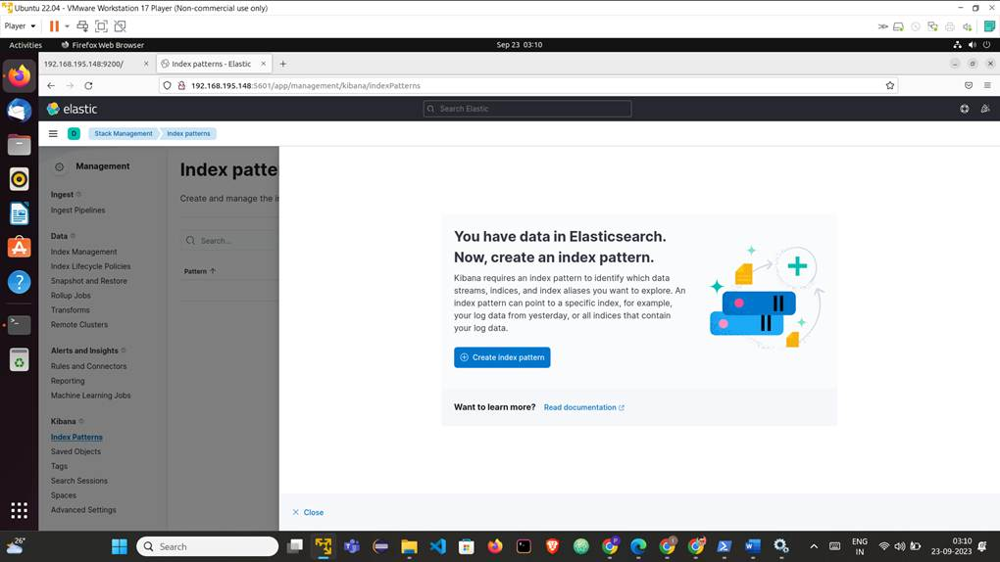 Ubuntu 22.04 - VMware Workstation 17 Player (Non-commercial use only)
Player
Activities
Firefox Web Browser
Sep 23 03:10
192.168.195.148:9200/
Index patterns - Elastic
192.168.195.148:5601/app/management/kibana/indexPatterns
elastic
Search Elastic
D
Stack Management
Index patterns
Management
Ingest
Ingest Pipelines
Data
Index Management
Index Lifecycle Policies
Snapshot and Restore
Rollup Jobs
Transforms
Remote Clusters
Alerts and Insights
Rules and Connectors
Reporting
Machine Learning Jobs
Kibana
Index Patterns
Saved Objects
Tags
Search Sessions
Spaces
Advanced Settings
Index patte
Create and manage the i
Search...
Pattern
You have data in Elasticsearch.
Now, create an index pattern.
Kibana requires an index pattern to identify which data
streams, indices, and index aliases you want to explore. An
index pattern can point to a specific index, for example,
your log data from yesterday, or all indices that contain
your log data.
Create index pattern
Want to learn more? Read documentation
Close
26°
Search
ENG
IN
03:10
23-09-2023